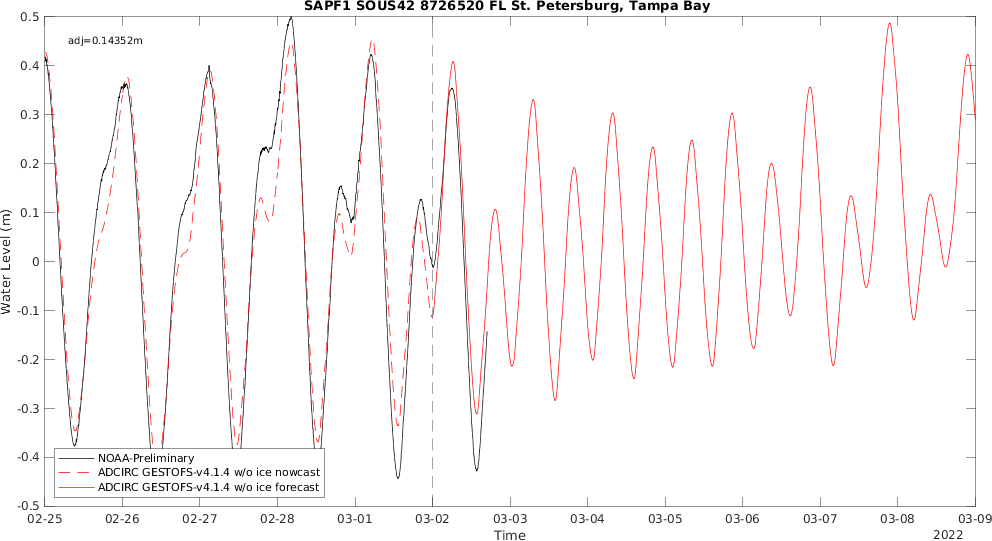 SAPF1 SOUS42 8726520 FL St. Petersburg, Tampa Bay
adj=0.14352m
0.5
0.4
0.3
0.2
0.1
0
-0.1
-0.2
-0.3
-0.4
-0.5
Water Level (m)
NOAA-Preliminary
ADCIRC GESTOFS-v4.1.4 w/o ice nowcast
ADCIRC GESTOFS-v4.1.4 w/o ice forecast
02-25 02-26 02-27 02-28 03-01 03-02 03-03 03-04 03-05 03-06 03-07 03-08 03-09
Time
2022